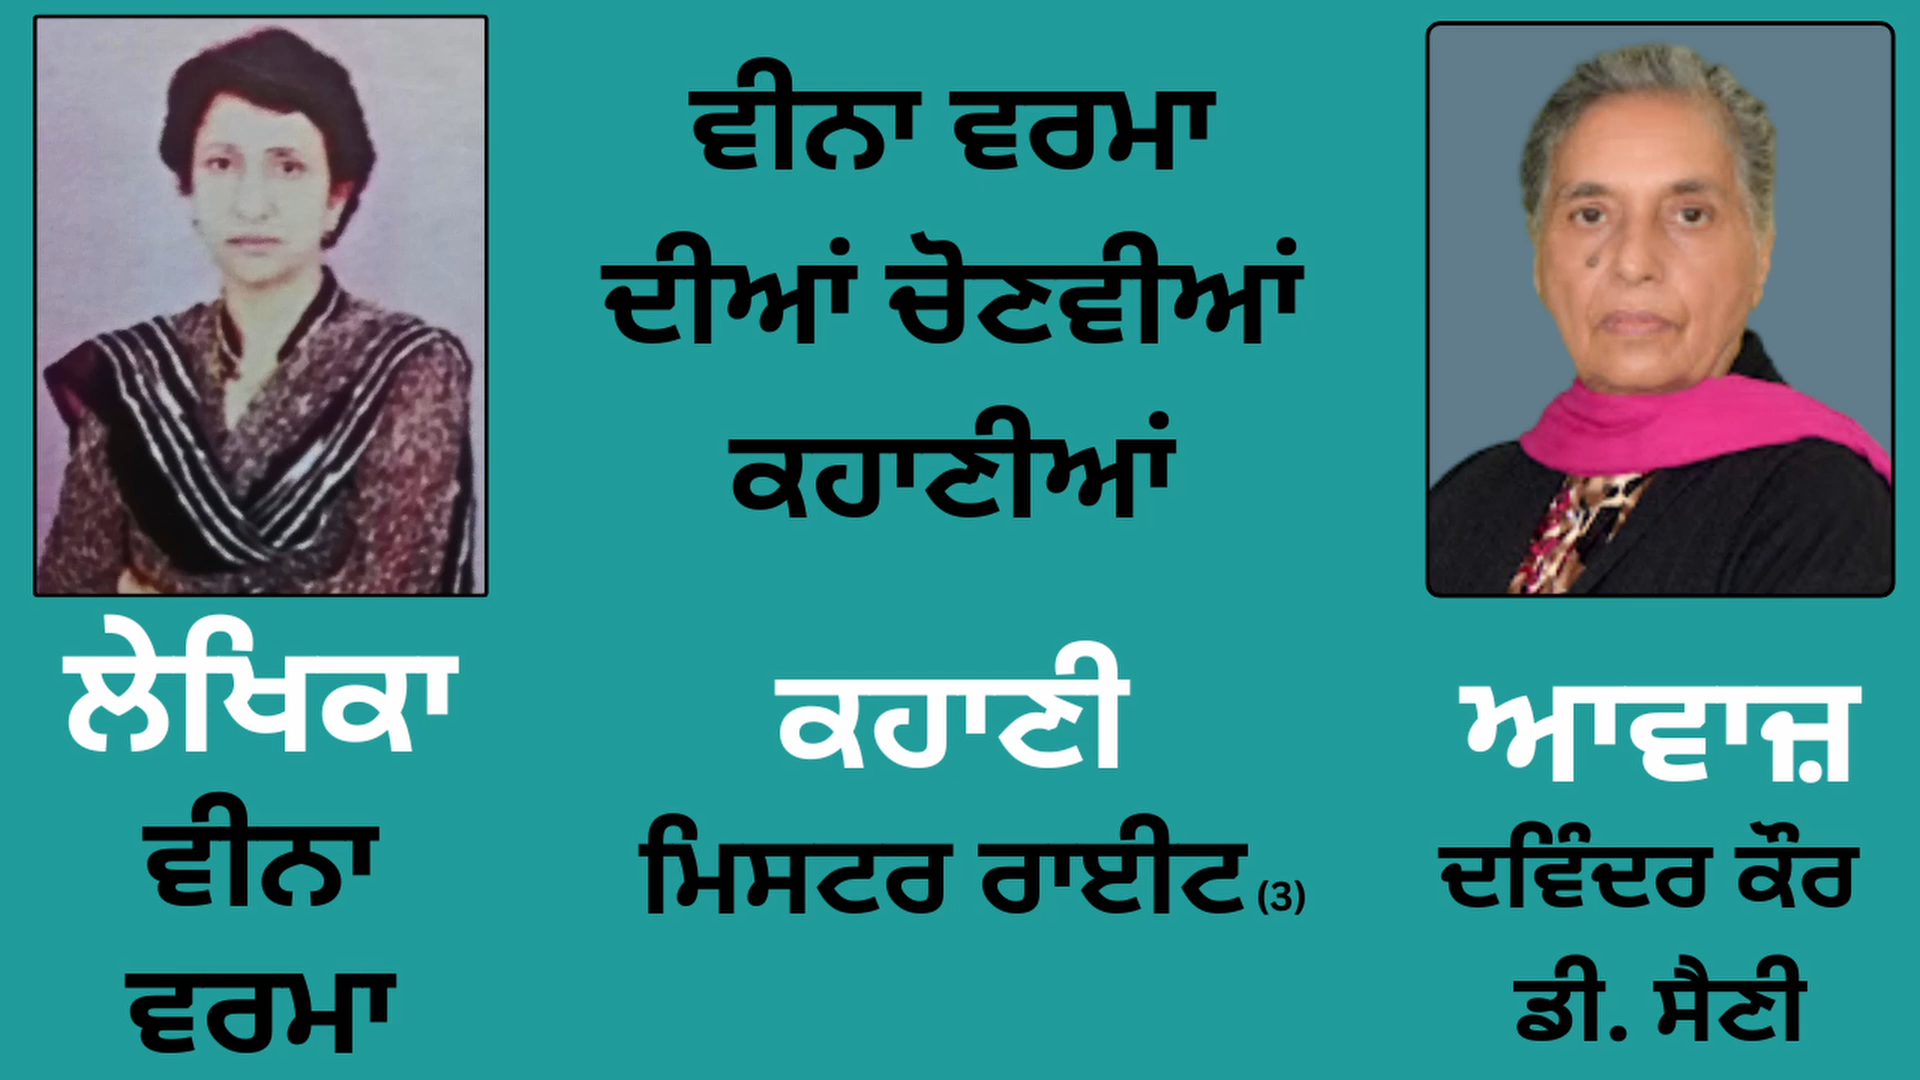 ਵੀਨਾ ਵਰਮਾ
ਦੀਆਂ ਚੋਣਵੀਆਂ
ਕਹਾਣੀਆਂ
ਲੇਖਿਕਾ
ਵੀਨਾ
ਵਰਮਾ
ਕਹਾਣੀ
ਮਿਸਟਰ ਰਾਈਟ (3)
ਆਵਾਜ਼
ਦਵਿੰਦਰ ਕੌਰ
ਡੀ. ਸੈਣੀ